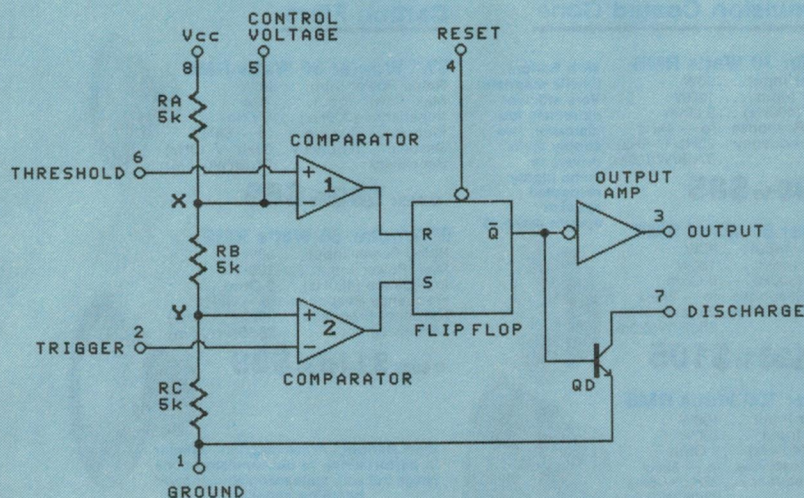 CONTROL
VOLTAGE
Vcc
RESET
8
5
4
RA
5k
COMPARATOR
THRESHOLD
6
+
1
OUTPUT
AMP
X
−
3
OUTPUT
R
Q̅
RB
5k
S
7
DISCHARGE
Y
+
2
FLIP FLOP
TRIGGER
2
−
COMPARATOR
QD
RC
5k
1
GROUND